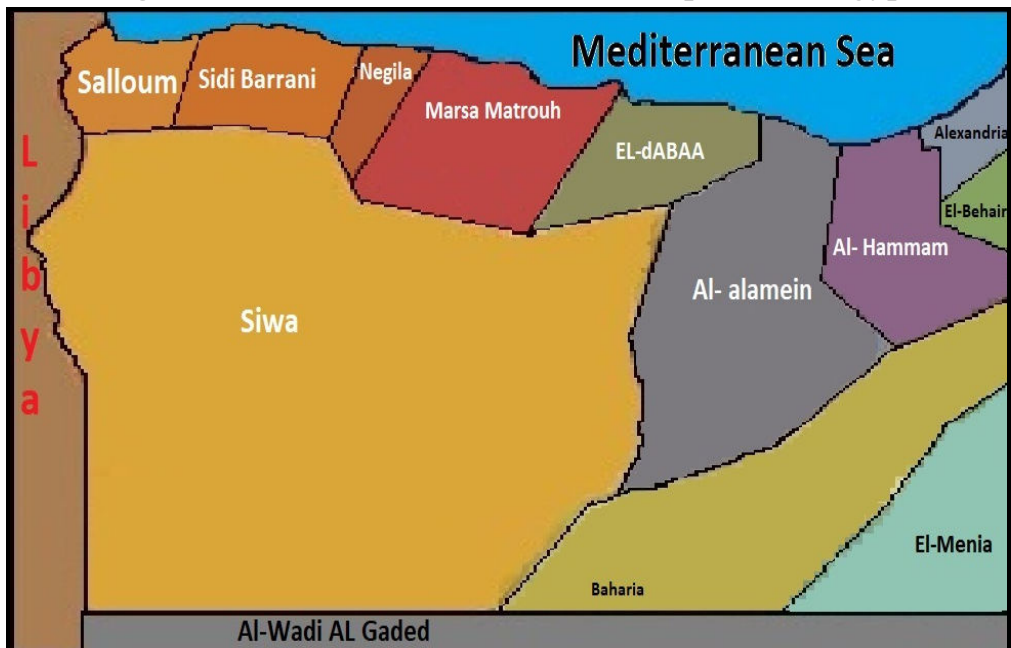 Mediterranean Sea
Salloum
Sidi Barrani
Negila
Marsa Matrouh
EL-dABAA
Alexandria
El-Behair
Al- Hammam
Al- alamein
Siwa
L
i
b
y
a
El-Menia
Baharia
Al-Wadi AL Gaded